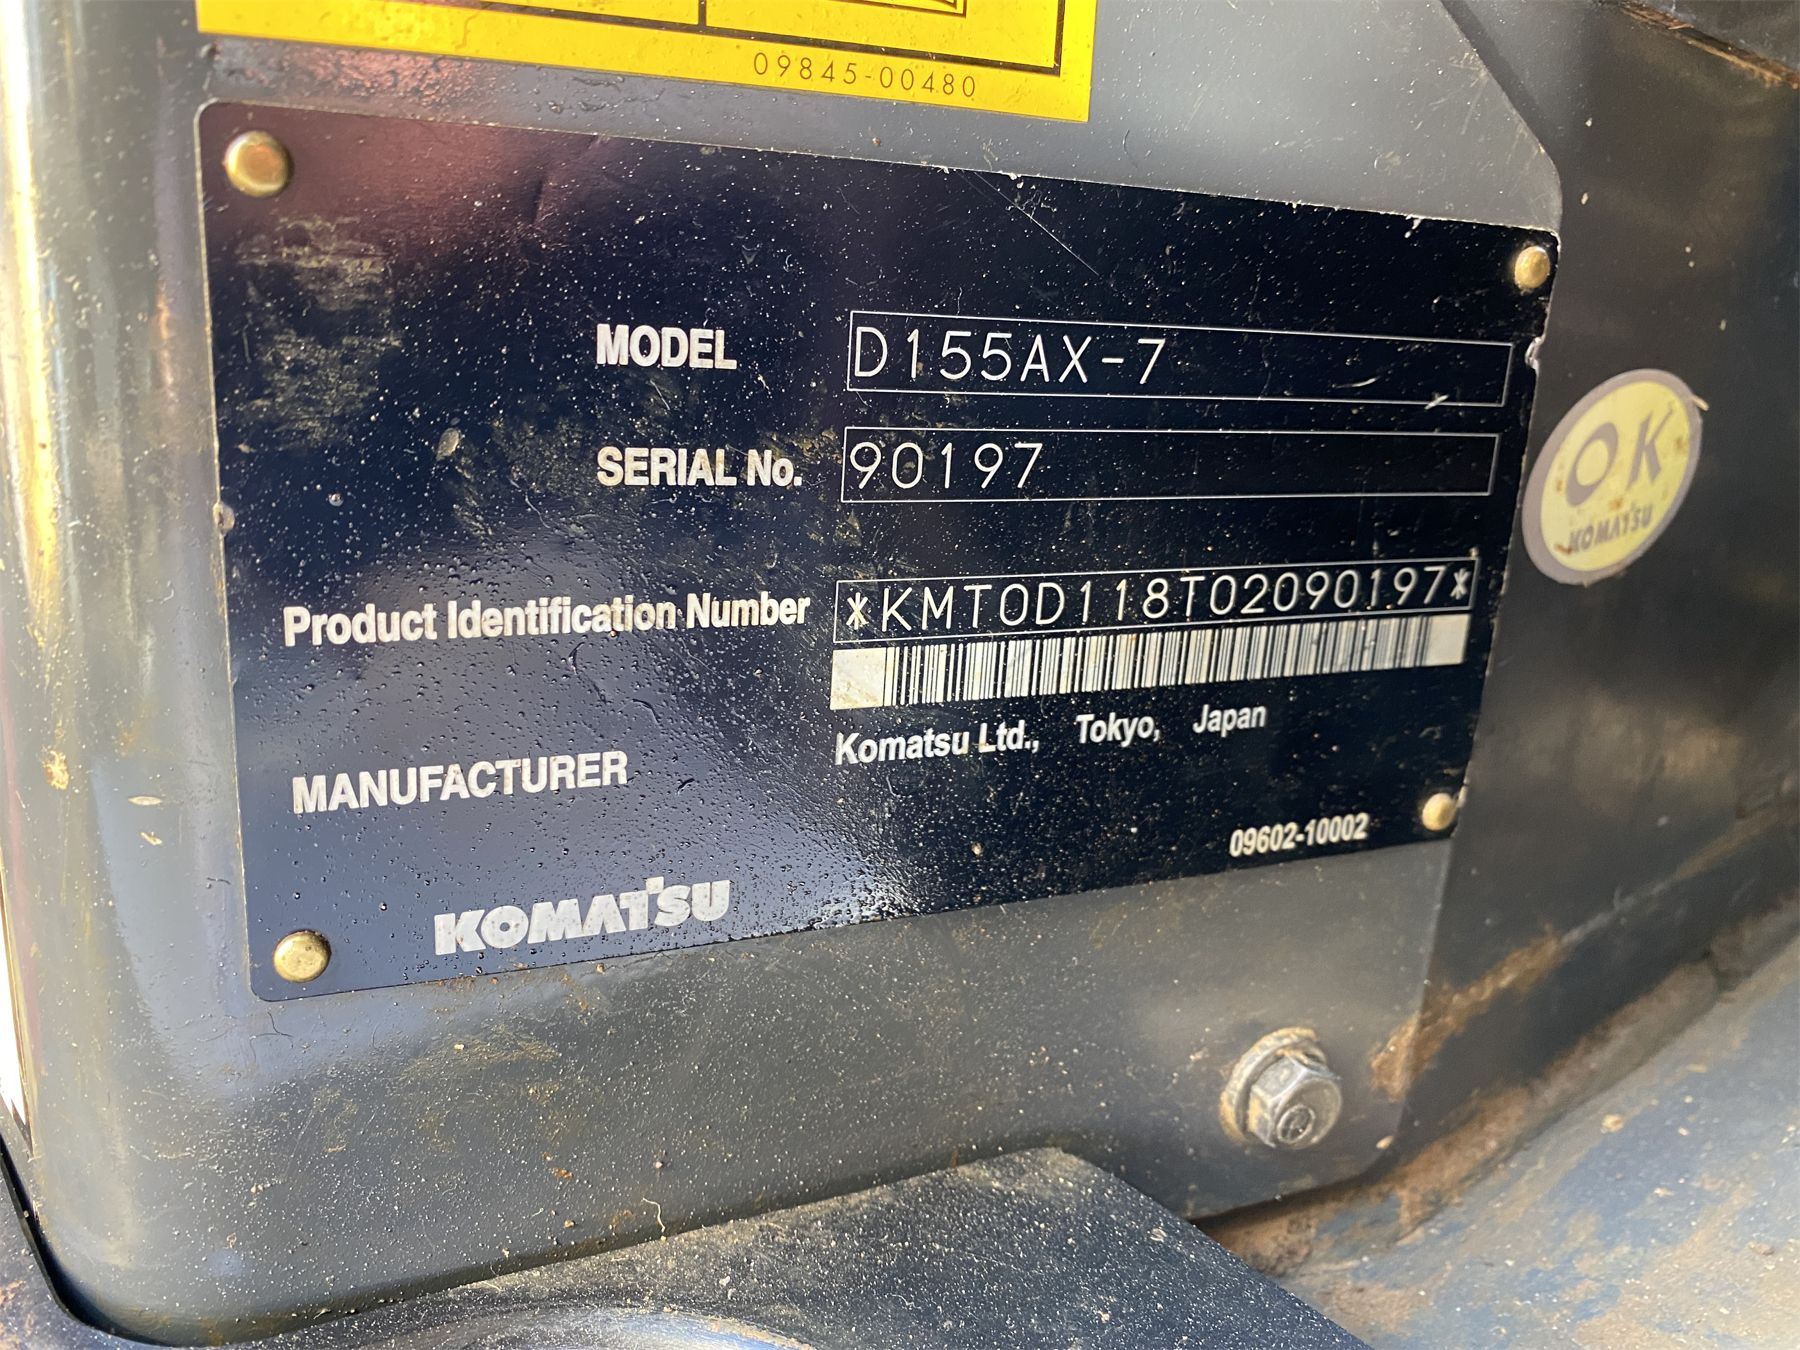 09845-00480
MODEL D155AX-7
SERIAL No. 90197
Product Identification Number *KMT0D118T02090197*
MANUFACTURER Komatsu Ltd., Tokyo, Japan
09602-10002
KOMATSU
OK
KOMATSU